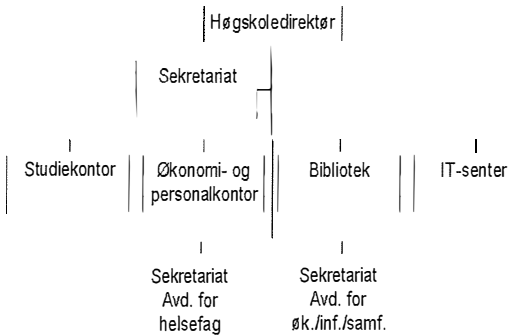 Høgskoledirektør
Sekretariat
Studiekontor
Økonomi- og
personalkontor
Bibliotek
IT-senter
Sekretariat
Avd. for
helsefag
Sekretariat
Avd. for
øk./inf./samf.